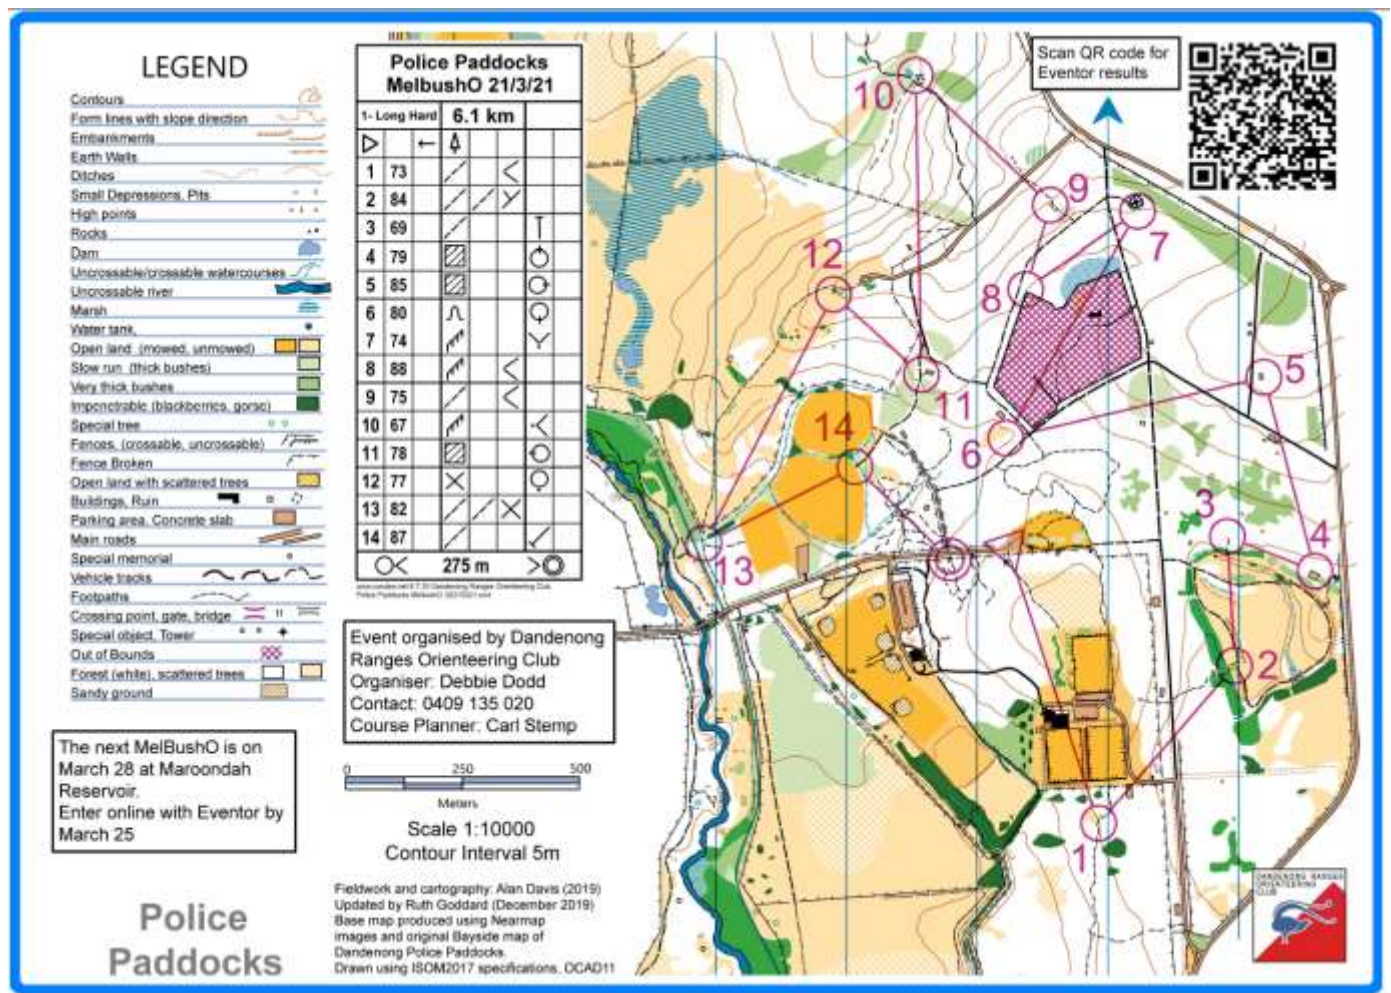 LEGEND
Contours
Form lines with slope direction
Embankments
Earth Walls
Ditches
Small Depressions, Pits
High points
Rocks
Dam
Uncrossable/crossable watercourses
Uncrossable river
Marsh
Water tank,
Open land (mowed, unmowed)
Slow run (thick bushes)
Very thick bushes
Impenetrable (blackberries, gorse)
Special tree
Fences, (crossable, uncrossable)
Fence Broken
Open land with scattered trees
Buildings, Ruin
Parking area, Concrete slab
Main roads
Special memorial
Vehicle tracks
Footpaths
Crossing point, gate, bridge
Special object, Tower
Out of Bounds
Forest (white), scattered trees
Sandy ground
The next MelBushO is on
March 28 at Maroondah
Reservoir.
Enter online with Eventor by
March 25
Police
Paddocks
Police Paddocks
MelbushO 21/3/21
1- Long Hard 6.1 km
1 73
2 84
3 69
4 79
5 85
6 80
7 74
8 88
9 75
10 67
11 78
12 77
13 82
14 87
275 m
Event organised by Dandenong
Ranges Orienteering Club
Organiser: Debbie Dodd
Contact: 0409 135 020
Course Planner: Carl Stemp
0 250 500
Meters
Scale 1:10000
Contour Interval 5m
Fieldwork and cartography: Alan Davis (2019)
Updated by Ruth Goddard (December 2019)
Base map produced using Nearmap
images and original Bayside map of
Dandenong Police Paddocks.
Drawn using ISOM2017 specifications, OCAD11
Scan QR code for
Eventor results
10
9
7
12
8
5
11
14
6
3
4
13
2
1
DANDENONG RANGES
ORIENTEERING
CLUB